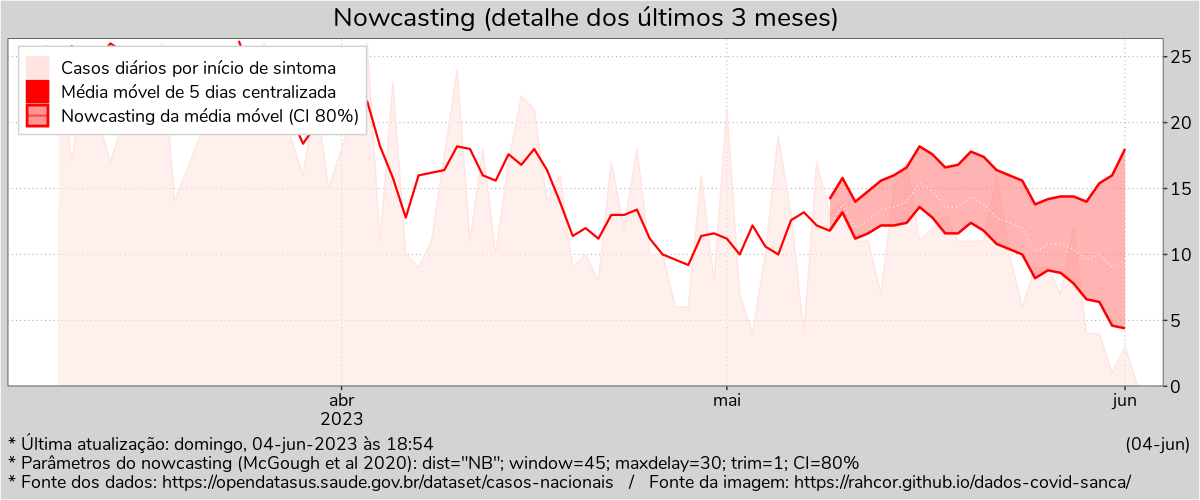 Nowcasting (detalhe dos últimos 3 meses)
Casos diários por início de sintoma
Média móvel de 5 dias centralizada
Nowcasting da média móvel (CI 80%)
25
20
15
10
5
0
abr
2023
mai
jun
* Última atualização: domingo, 04-jun-2023 às 18:54
(04-jun)
* Parâmetros do nowcasting (McGough et al 2020): dist="NB"; window=45; maxdelay=30; trim=1; CI=80%
* Fonte dos dados: https://opendatasus.saude.gov.br/dataset/casos-nacionais / Fonte da imagem: https://rahcor.github.io/dados-covid-sanca/